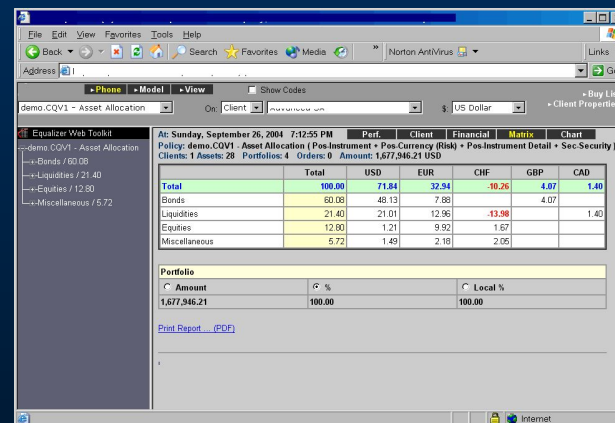 File Edit View Favorites Tools Help
Back Search Favorites Media » Norton AntiVirus Links
Address
Phone Model View Show Codes Buy
demo.CQV1 - Asset Allocation On: Client $: US Dollar Client
Equalizer Web Toolkit
demo.CQV1 - Asset Allocation
Bonds / 60.08
Liquidities / 21.40
Equities / 12.80
Miscellaneous / 5.72
At: Sunday, September 26, 2004 7:12:55 PM Perf. Client Financial Matrix Chart
Policy: demo.CQV1 - Asset Allocation ( Pos-Instrument + Pos-Currency (Risk) + Pos-Instrument Detail + Sec-Security )
Clients: 1 Assets: 28 Portfolios: 4 Orders: 0 Amount: 1,677,946.21 USD
Total USD EUR CHF GBP CAD
Total 100.00 71.84 32.94 -10.26 4.07 1.40
Bonds 60.08 48.13 7.88 4.07
Liquidities 21.40 21.01 12.96 -13.98 1.40
Equities 12.80 1.21 9.92 1.67
Miscellaneous 5.72 1.49 2.18 2.05
Portfolio
Amount % Local %
1,677,946.21 100.00 100.00
Print Report ... (PDF)
Internet